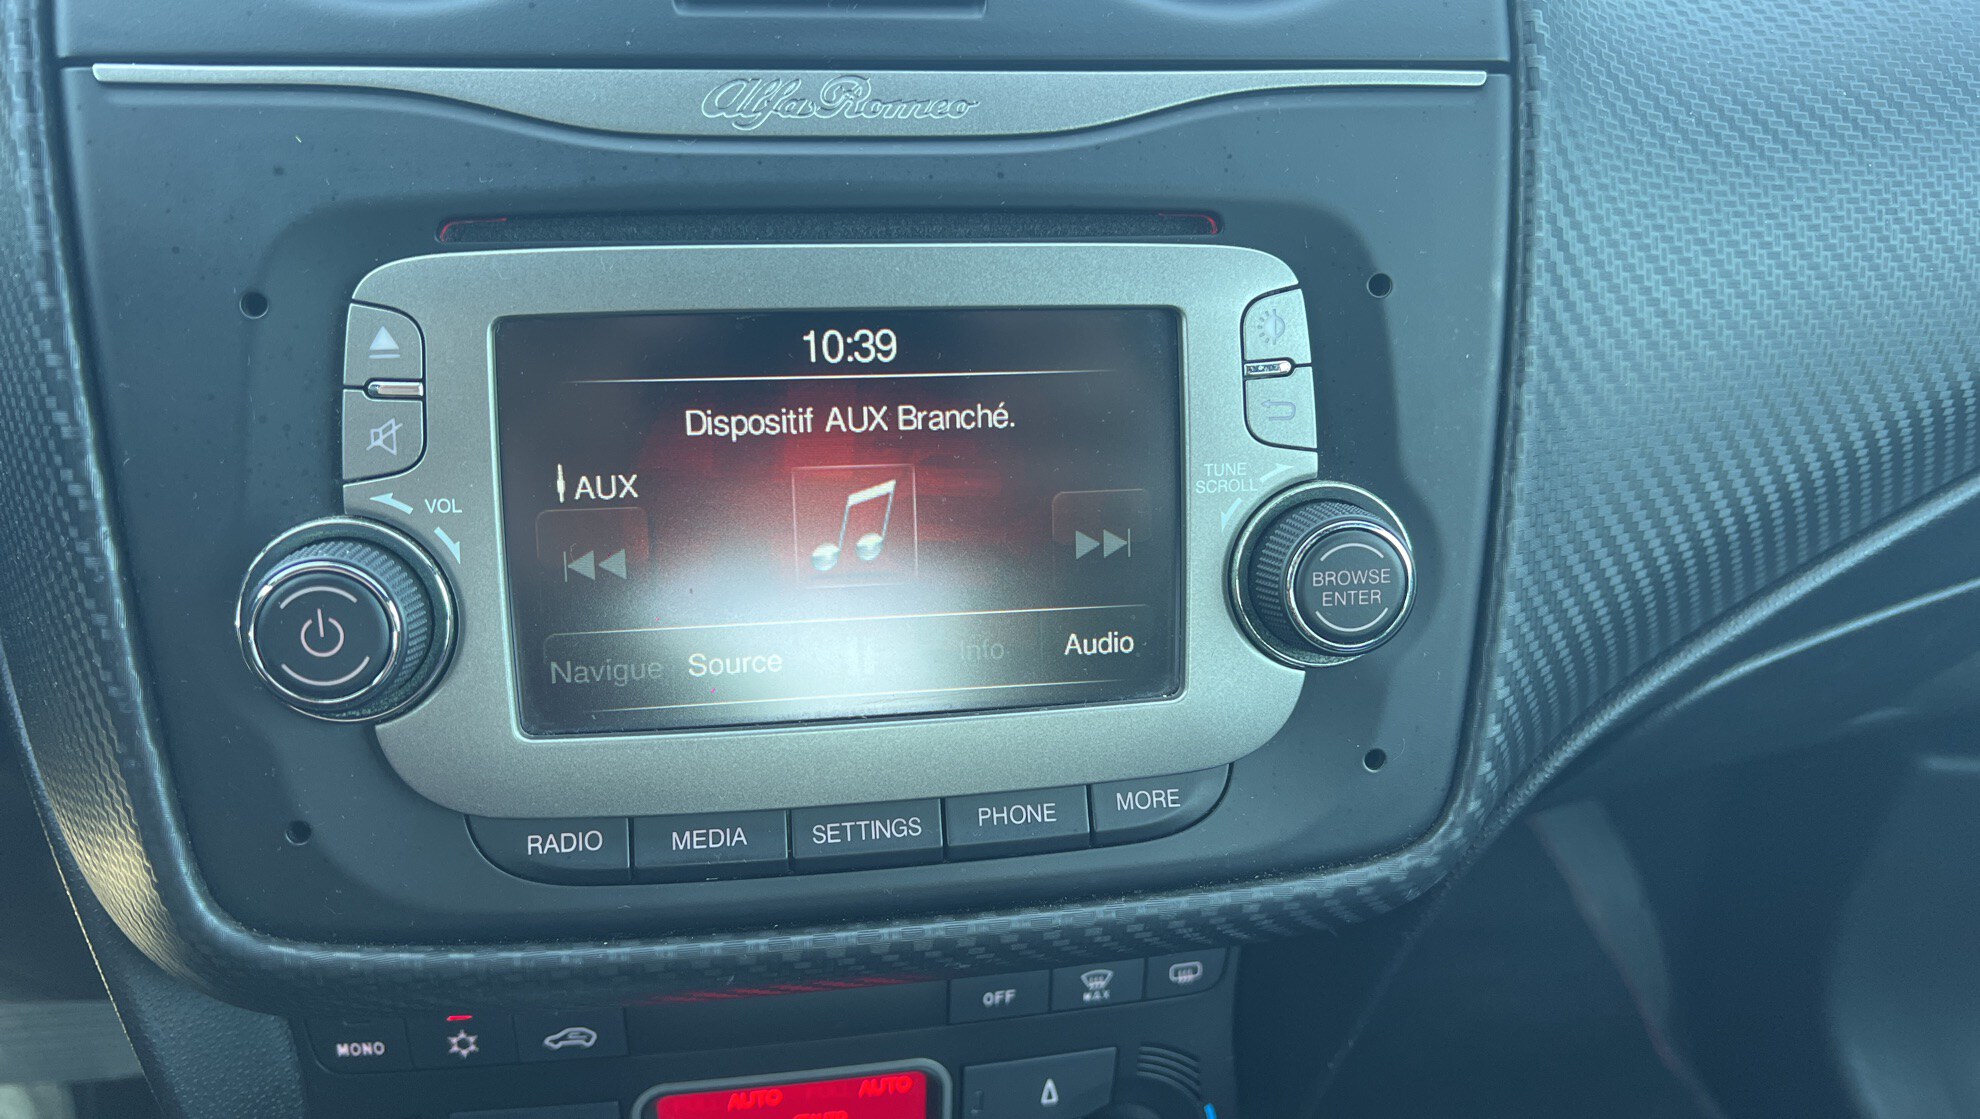 Alfa Romeo
10:39
Dispositif AUX Branché.
AUX
VOL
TUNE
SCROLL
BROWSE
ENTER
Navigue Source Info Audio
RADIO MEDIA SETTINGS PHONE MORE
OFF
MAX
MONO
AUTO AUTO